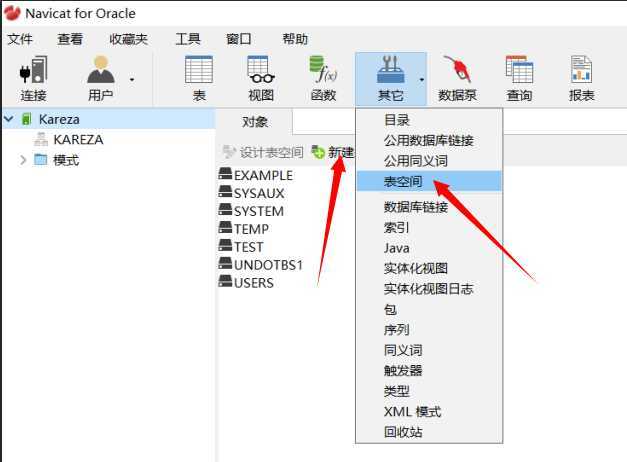 Navicat for Oracle
文件 查看 收藏夹 工具 窗口 帮助
连接 用户 表 视图 f(x) 函数 其它 数据泵 查询 报表
Kareza
KAREZA
模式
对象
设计表空间 新建
EXAMPLE
SYSAUX
SYSTEM
TEMP
TEST
UNDOTBS1
USERS
目录
公用数据库链接
公用同义词
表空间
数据库链接
索引
Java
实体化视图
实体化视图日志
包
序列
同义词
触发器
类型
XML 模式
回收站